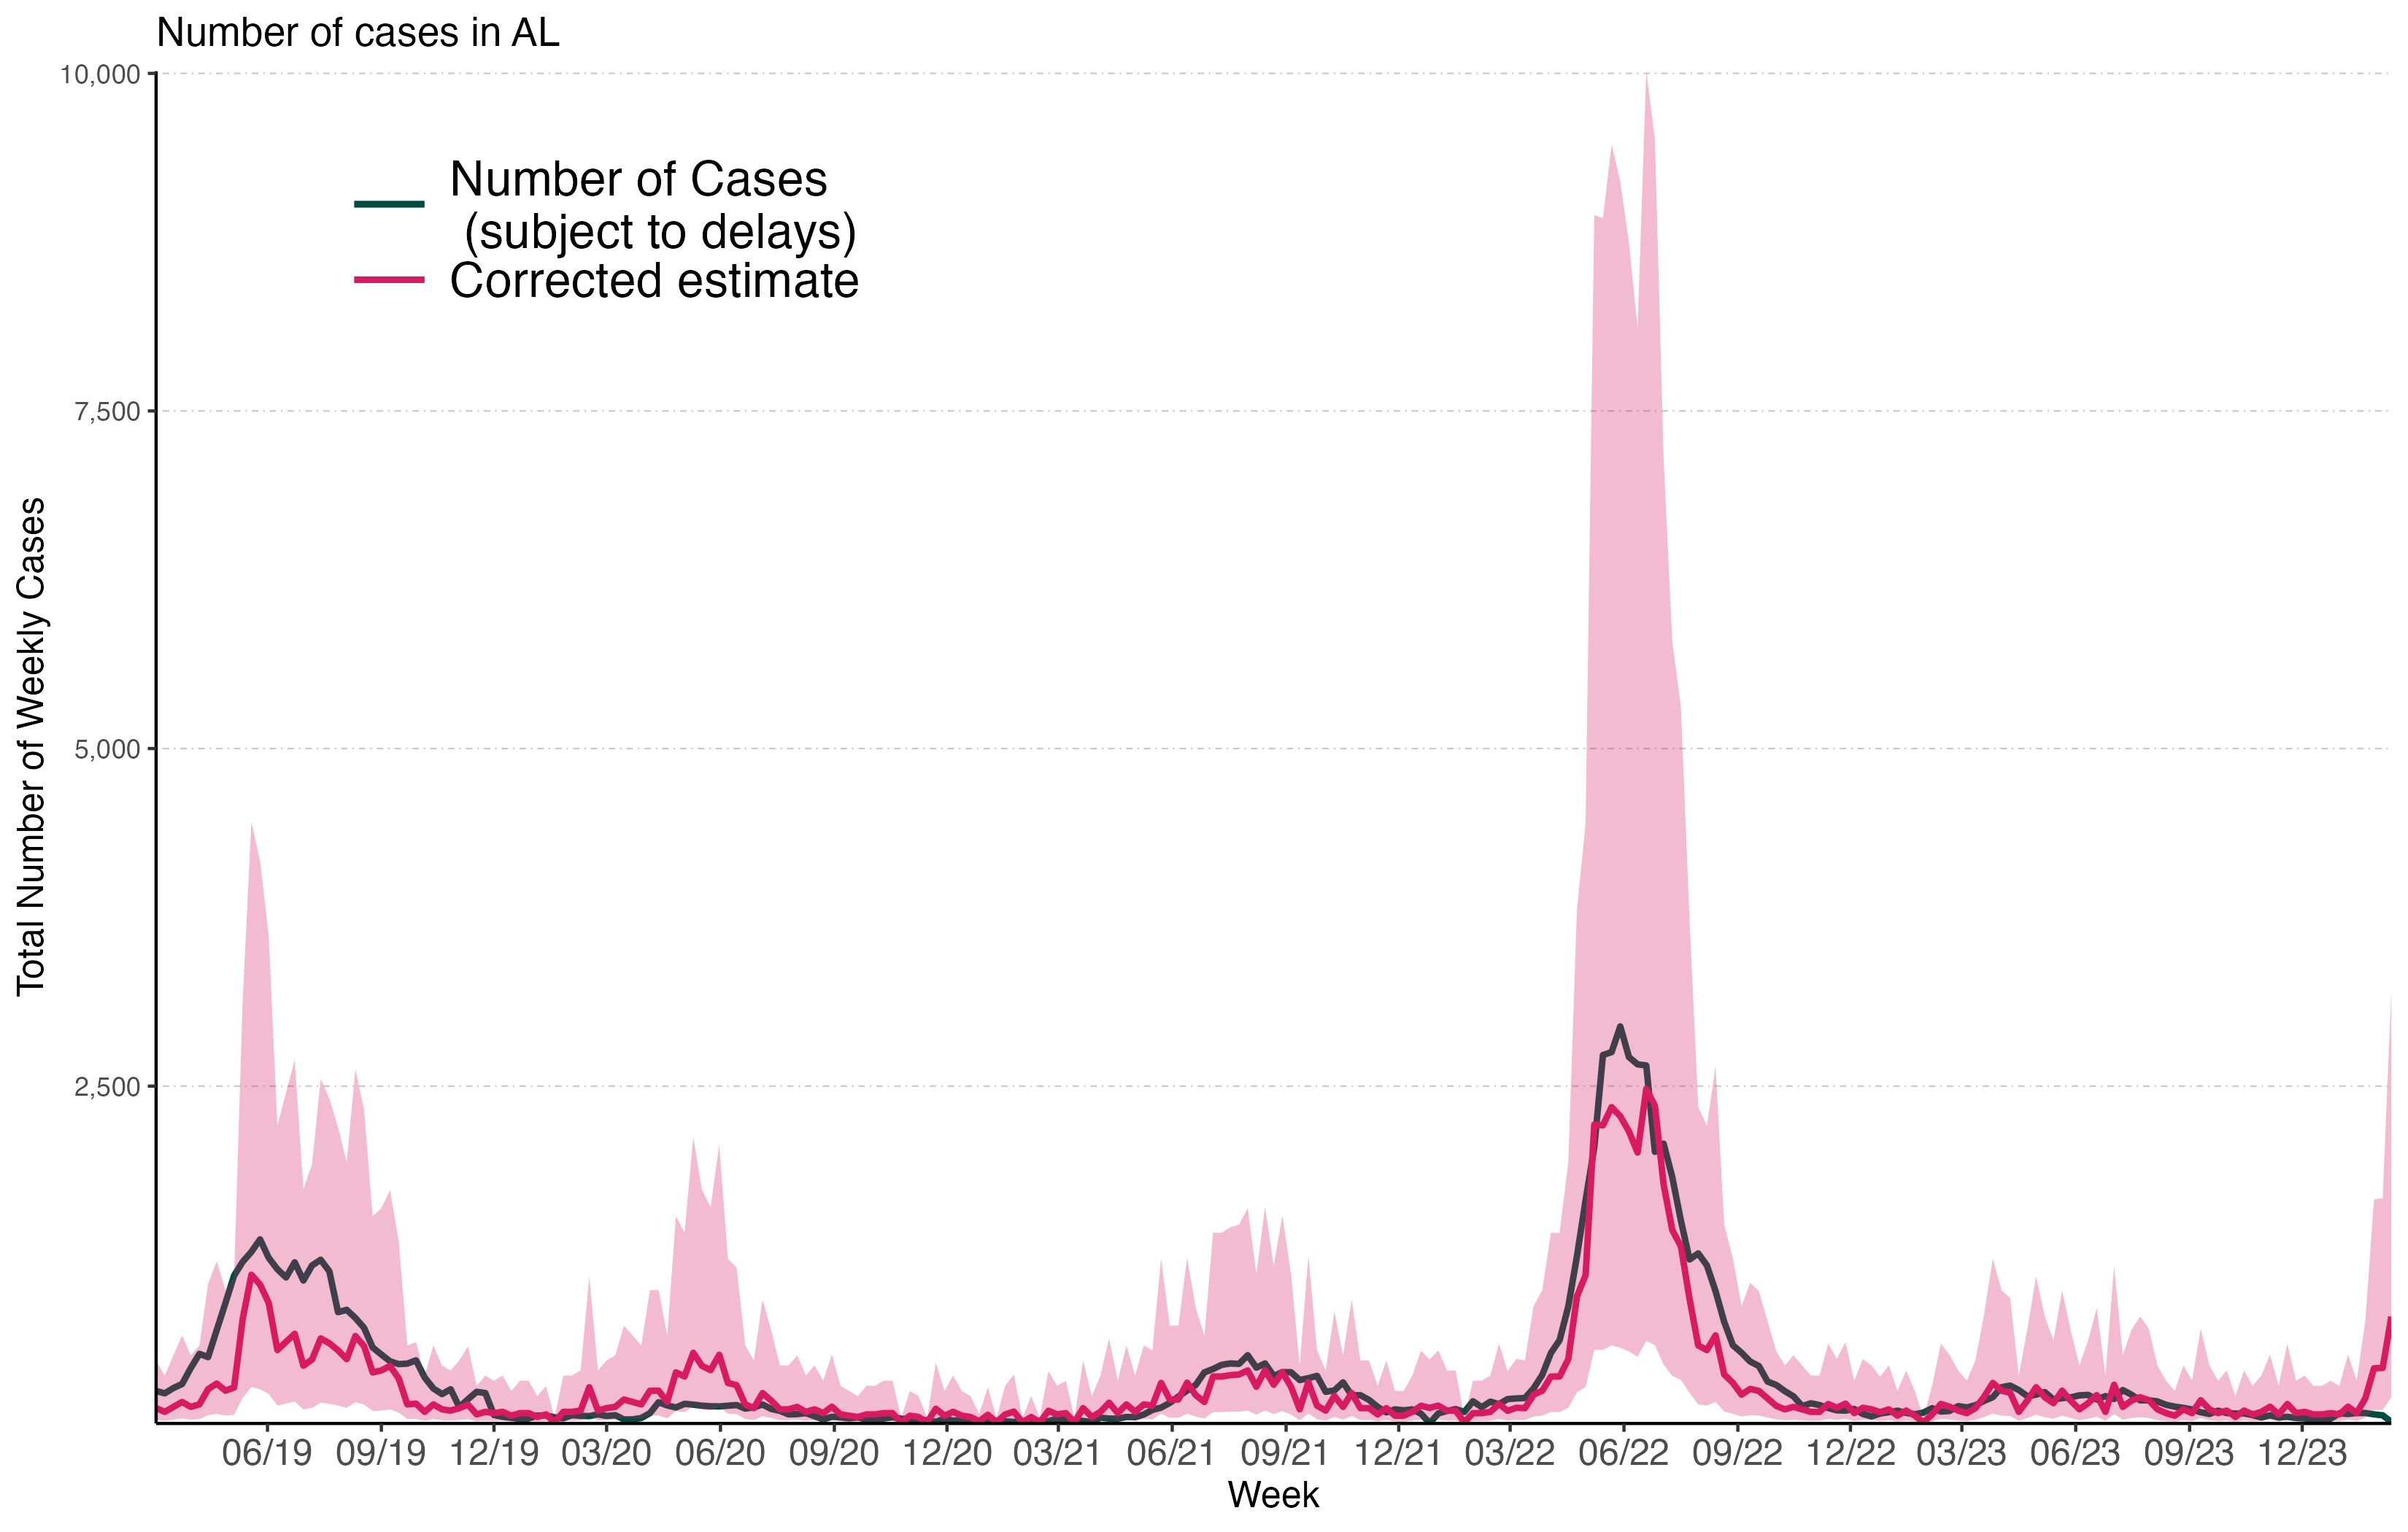 Number of cases in AL
10,000
7,500
5,000
2,500
Total Number of Weekly Cases
Number of Cases
(subject to delays)
Corrected estimate
06/19 09/19 12/19 03/20 06/20 09/20 12/20 03/21 06/21 09/21 12/21 03/22 06/22 09/22 12/22 03/23 06/23 09/23 12/23
Week